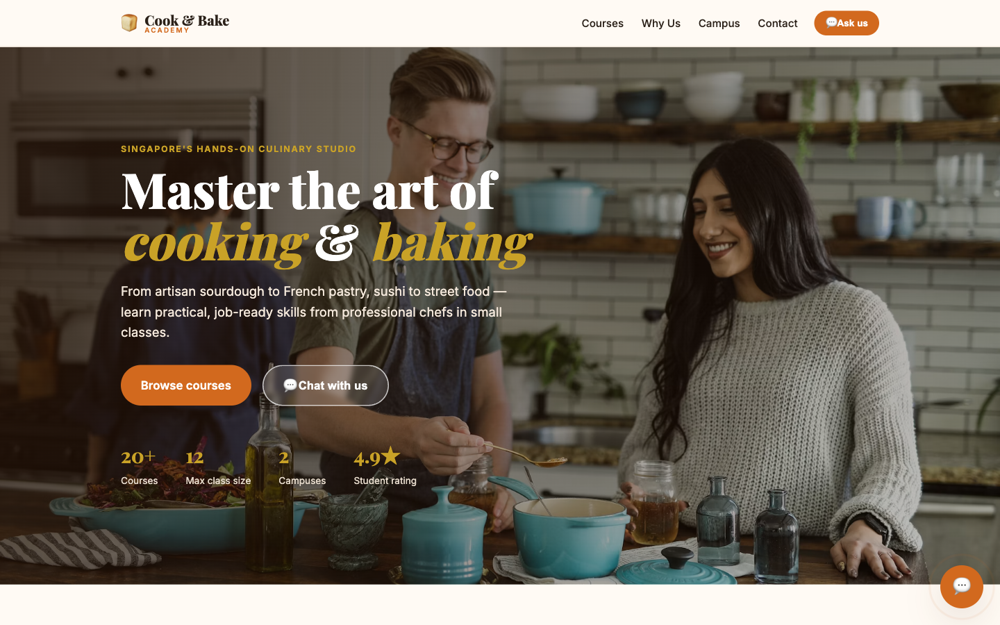 Cook & Bake
ACADEMY
Courses
Why Us
Campus
Contact
💬Ask us
SINGAPORE'S HANDS-ON CULINARY STUDIO
Master the art of
cooking & baking
From artisan sourdough to French pastry, sushi to street food —
learn practical, job-ready skills from professional chefs in small
classes.
Browse courses
💬Chat with us
20+
Courses
12
Max class size
2
Campuses
4.9★
Student rating